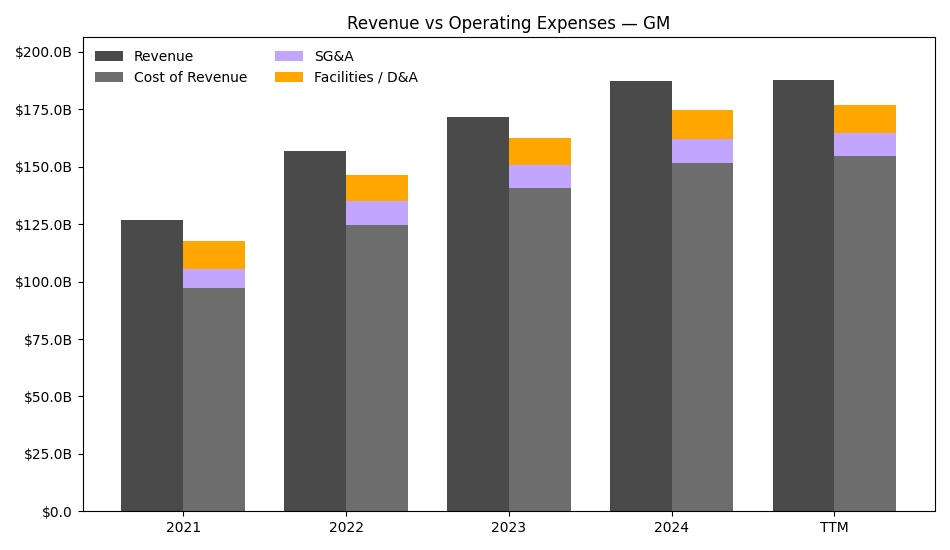 Revenue vs Operating Expenses — GM
Revenue
Cost of Revenue
SG&A
Facilities / D&A
$200.0B
$175.0B
$150.0B
$125.0B
$100.0B
$75.0B
$50.0B
$25.0B
$0.0
2021
2022
2023
2024
TTM